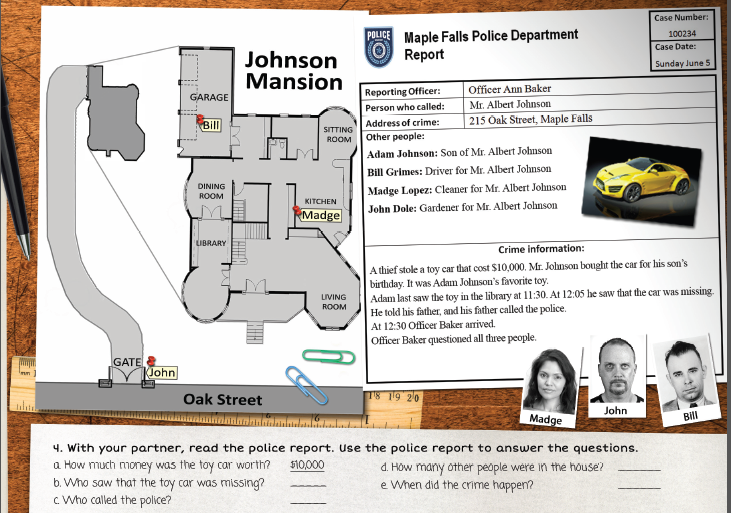 Johnson
Mansion
GARAGE
Bill
SITTING
ROOM
DINING
ROOM
KITCHEN
Madge
LIBRARY
LIVING
ROOM
GATE
John
Oak Street
mm 1
18 19 20
POLICE
Maple Falls Police Department
Report
Case Number:
100234
Case Date:
Sunday June 5
Reporting Officer: Officer Ann Baker
Person who called: Mr. Albert Johnson
Address of crime: 215 Oak Street, Maple Falls
Other people:
Adam Johnson: Son of Mr. Albert Johnson
Bill Grimes: Driver for Mr. Albert Johnson
Madge Lopez: Cleaner for Mr. Albert Johnson
John Dole: Gardener for Mr. Albert Johnson
Crime information:
A thief stole a toy car that cost $10,000. Mr. Johnson bought the car for his son's
birthday. It was Adam Johnson's favorite toy.
Adam last saw the toy in the library at 11:30. At 12:05 he saw that the car was missing.
He told his father, and his father called the police.
At 12:30 Officer Baker arrived.
Officer Baker questioned all three people.
Madge
John
Bill
4. With your partner, read the police report. Use the police report to answer the questions.
a. How much money was the toy car worth? $10,000
b. Who saw that the toy car was missing?
c. Who called the police?
d. How many other people were in the house?
e. When did the crime happen?